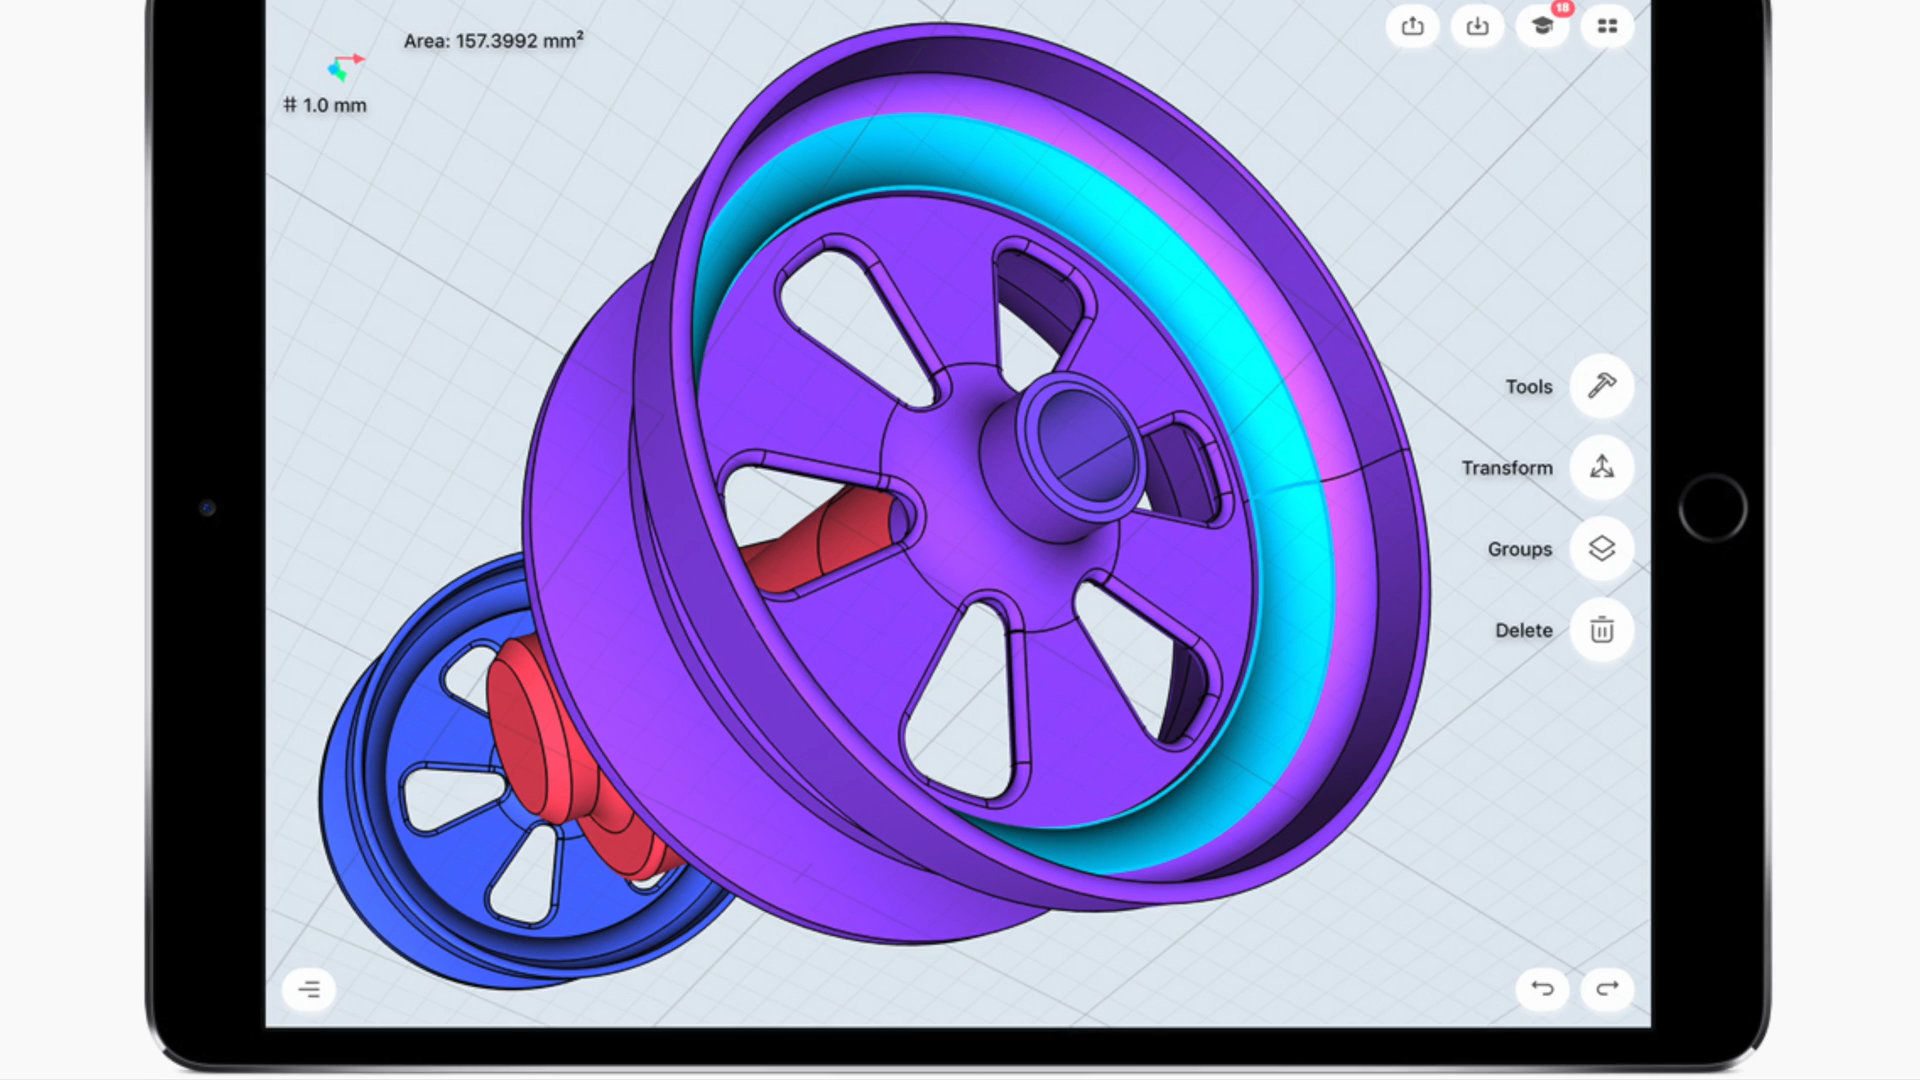 Area: 157.3992 mm²
18
# 1.0 mm
Tools
Transform
Groups
Delete